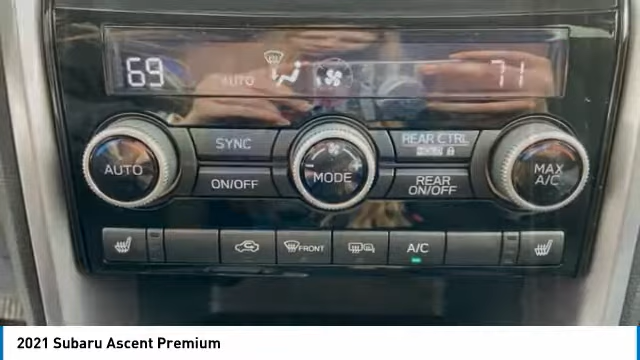 69 AUTO 71
AUTO SYNC MODE REAR CTRL MAX A/C
ON/OFF REAR ON/OFF
FRONT A/C
2021 Subaru Ascent Premium